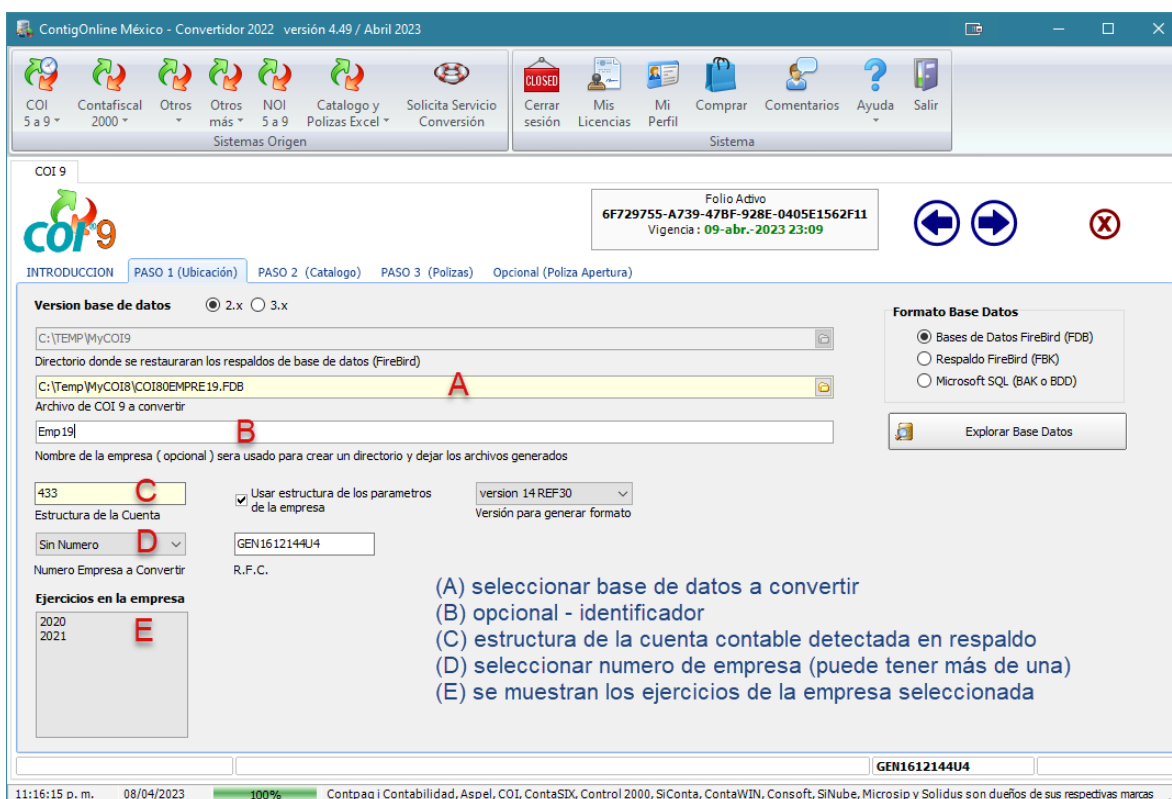 ContigOnline México - Convertidor 2022 versión 4.49 / Abril 2023
COI 5 a 9
Contafiscal 2000
Otros
Otros más
NOI 5 a 9
Catalogo y Polizas Excel
Solicita Servicio Conversión
Cerrar sesión
Mis Licencias
Mi Perfil
Comprar
Comentarios
Ayuda
Salir
CLOSED
Sistemas Origen
Sistema
COI 9
COI 9
Folio Activo
6F729755-A739-47BF-928E-0405E1562F11
Vigencia : 09-abr.-2023 23:09
INTRODUCCION
PASO 1 (Ubicación)
PASO 2 (Catalogo)
PASO 3 (Polizas)
Opcional (Poliza Apertura)
Version base de datos
2.x
3.x
C:\TEMP\MyCOI9
Directorio donde se restauraran los respaldos de base de datos (FireBird)
C:\Temp\MyCOI8\COI80EMPRE19.FDB
A
Archivo de COI 9 a convertir
Emp19
B
Nombre de la empresa ( opcional ) sera usado para crear un directorio y dejar los archivos generados
Formato Base Datos
Bases de Datos FireBird (FDB)
Respaldo FireBird (FBK)
Microsoft SQL (BAK o BDD)
Explorar Base Datos
433
C
Estructura de la Cuenta
Usar estructura de los parametros
de la empresa
version 14 REF30
Versión para generar formato
Sin Numero
D
Numero Empresa a Convertir
GEN1612144U4
R.F.C.
Ejercicios en la empresa
2020
2021
E
(A) seleccionar base de datos a convertir
(B) opcional - identificador
(C) estructura de la cuenta contable detectada en respaldo
(D) seleccionar numero de empresa (puede tener más de una)
(E) se muestran los ejercicios de la empresa seleccionada
GEN1612144U4
11:16:15 p. m.
08/04/2023
100%
Contpaq i Contabilidad, Aspel, COI, ContaSIX, Control 2000, SiConta, ContaWIN, Consoft, SiNube, Microsip y Solidus son dueños de sus respectivas marcas